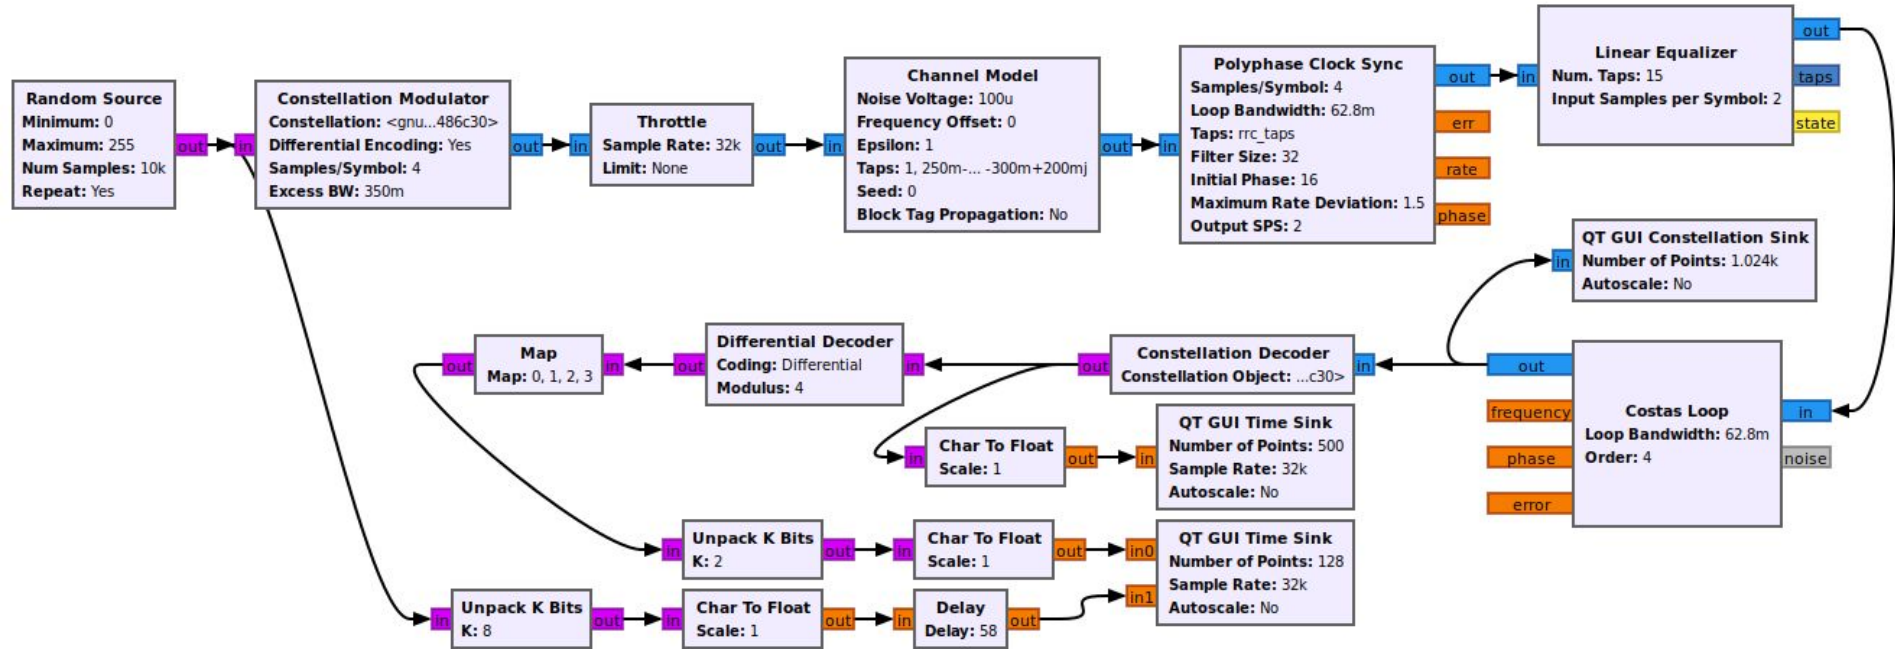 Random Source
Minimum: 0
Maximum: 255
Num Samples: 10k
Repeat: Yes
out
in
Constellation Modulator
Constellation: <gnu...486c30>
Differential Encoding: Yes
Samples/Symbol: 4
Excess BW: 350m
out
in
Throttle
Sample Rate: 32k
Limit: None
out
in
Channel Model
Noise Voltage: 100u
Frequency Offset: 0
Epsilon: 1
Taps: 1, 250m-... -300m+200mj
Seed: 0
Block Tag Propagation: No
out
in
Polyphase Clock Sync
Samples/Symbol: 4
Loop Bandwidth: 62.8m
Taps: rrc_taps
Filter Size: 32
Initial Phase: 16
Maximum Rate Deviation: 1.5
Output SPS: 2
out
err
rate
phase
in
Linear Equalizer
Num. Taps: 15
Input Samples per Symbol: 2
out
taps
state
in
QT GUI Constellation Sink
Number of Points: 1.024k
Autoscale: No
out
frequency
phase
error
Costas Loop
Loop Bandwidth: 62.8m
Order: 4
in
noise
out
Constellation Decoder
Constellation Object: ...c30>
in
out
Differential Decoder
Coding: Differential
Modulus: 4
in
out
Map
Map: 0, 1, 2, 3
in
in
Char To Float
Scale: 1
out
in
QT GUI Time Sink
Number of Points: 500
Sample Rate: 32k
Autoscale: No
in
Unpack K Bits
K: 2
out
in
Char To Float
Scale: 1
out
in0
in1
QT GUI Time Sink
Number of Points: 128
Sample Rate: 32k
Autoscale: No
in
Unpack K Bits
K: 8
out
in
Char To Float
Scale: 1
out
in
Delay
Delay: 58
out